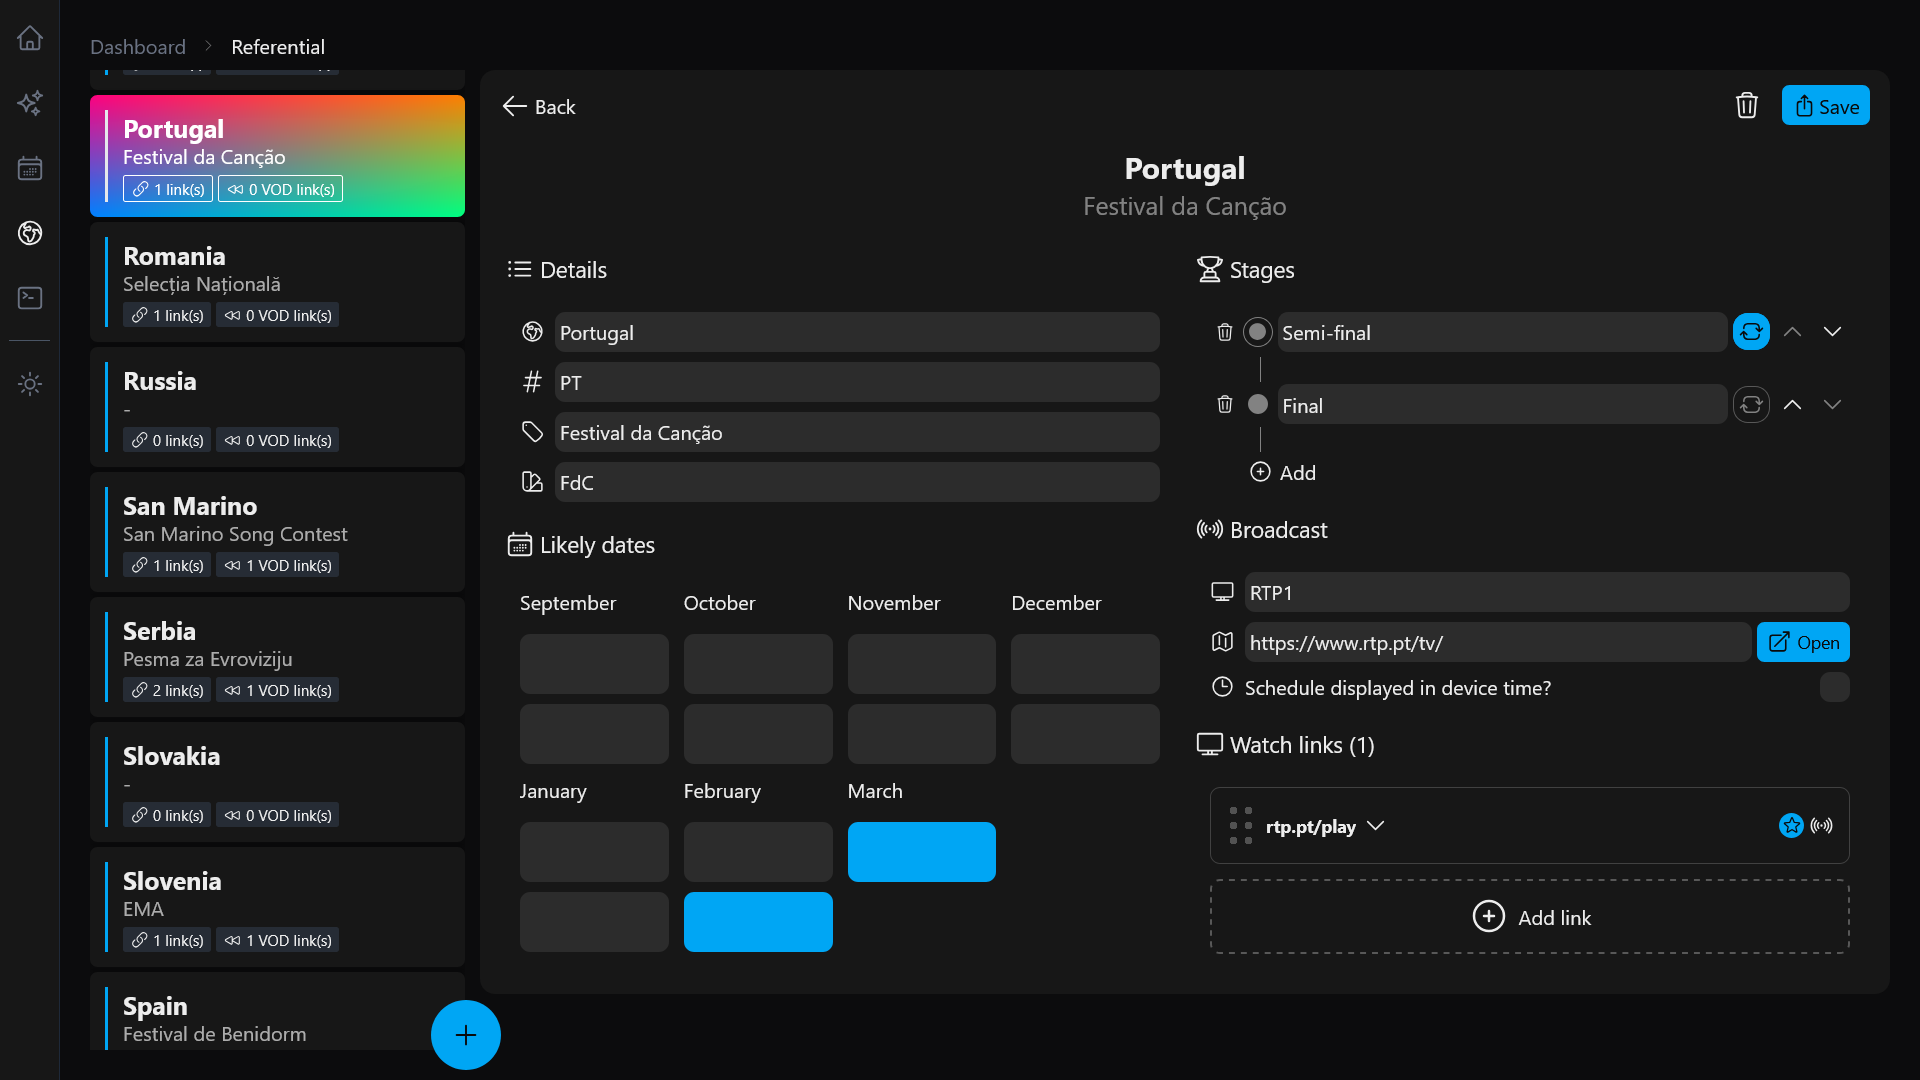 Dashboard
Referential
Portugal
Festival da Canção
1 link(s)
0 VOD link(s)
Romania
Selecția Națională
1 link(s)
0 VOD link(s)
Russia
-
0 link(s)
0 VOD link(s)
San Marino
San Marino Song Contest
1 link(s)
1 VOD link(s)
Serbia
Pesma za Evroviziju
2 link(s)
1 VOD link(s)
Slovakia
-
0 link(s)
0 VOD link(s)
Slovenia
EMA
1 link(s)
1 VOD link(s)
Spain
Festival de Benidorm
Back
Save
Portugal
Festival da Canção
Details
Portugal
PT
Festival da Canção
FdC
Likely dates
September
October
November
December
January
February
March
Stages
Semi-final
Final
Add
Broadcast
RTP1
https://www.rtp.pt/tv/
Open
Schedule displayed in device time?
Watch links (1)
rtp.pt/play
Add link